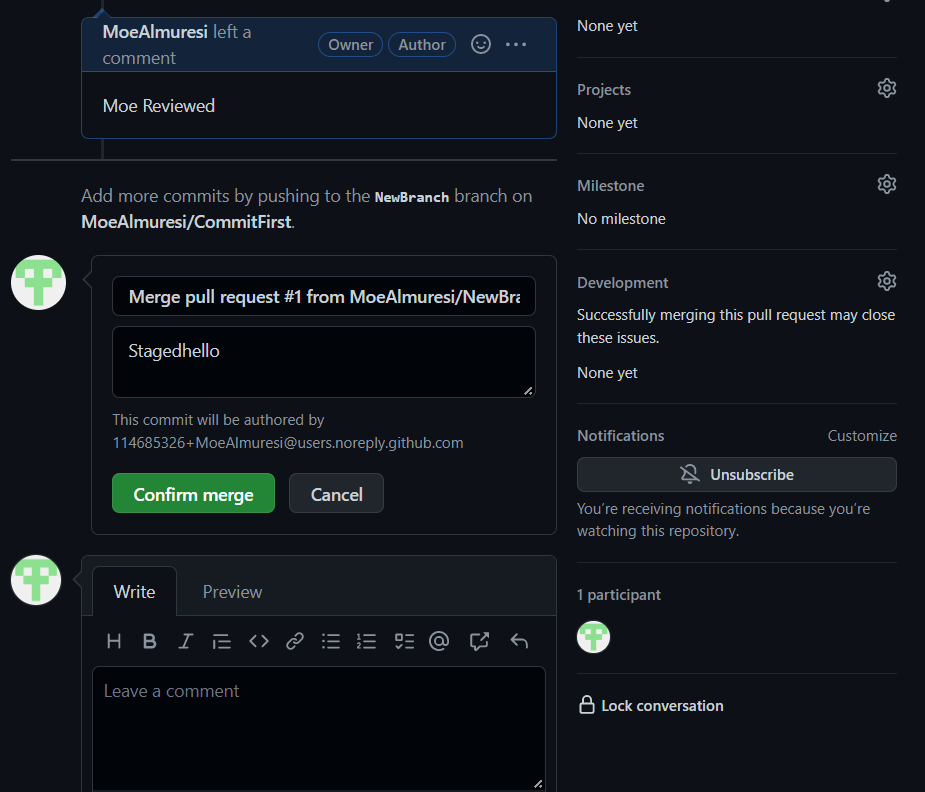 MoeAlmuresi left a
comment
Owner
Author
Moe Reviewed
Add more commits by pushing to the NewBranch branch on
MoeAlmuresi/CommitFirst.
Merge pull request #1 from MoeAlmuresi/NewBra
Stagedhello
This commit will be authored by
114685326+MoeAlmuresi@users.noreply.github.com
Confirm merge
Cancel
Write
Preview
Leave a comment
None yet
Projects
None yet
Milestone
No milestone
Development
Successfully merging this pull request may close
these issues.
None yet
Notifications
Customize
Unsubscribe
You're receiving notifications because you're
watching this repository.
1 participant
Lock conversation